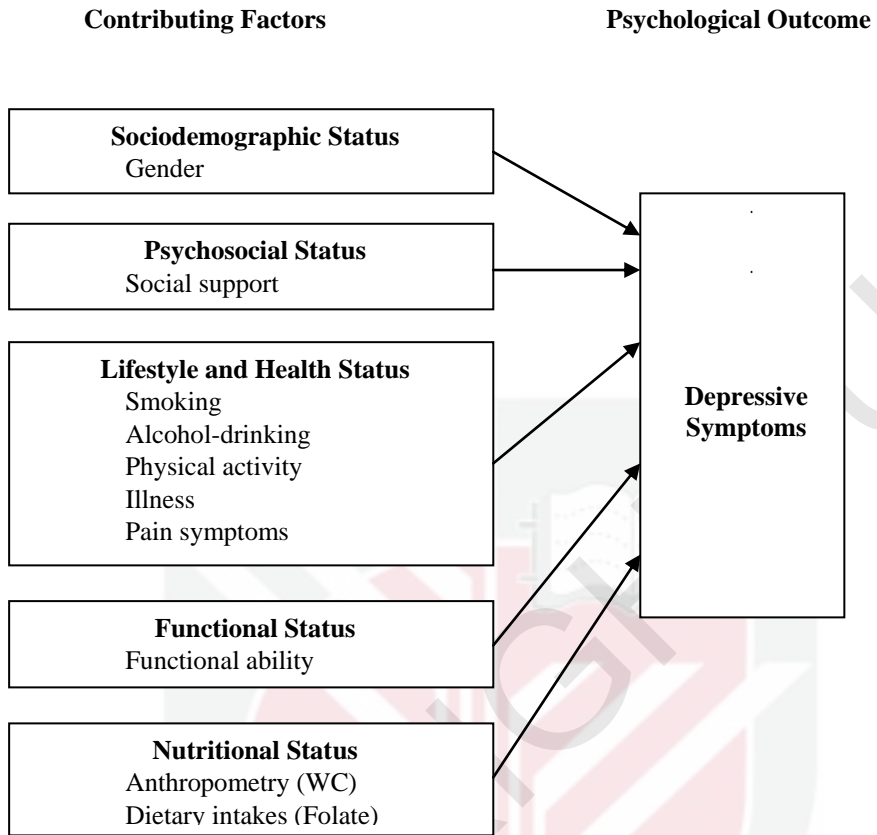 Contributing Factors
Psychological Outcome
Sociodemographic Status
Gender
Psychosocial Status
Social support
Lifestyle and Health Status
Smoking
Alcohol-drinking
Physical activity
Illness
Pain symptoms
Functional Status
Functional ability
Nutritional Status
Anthropometry (WC)
Dietary intakes (Folate)
Depressive
Symptoms